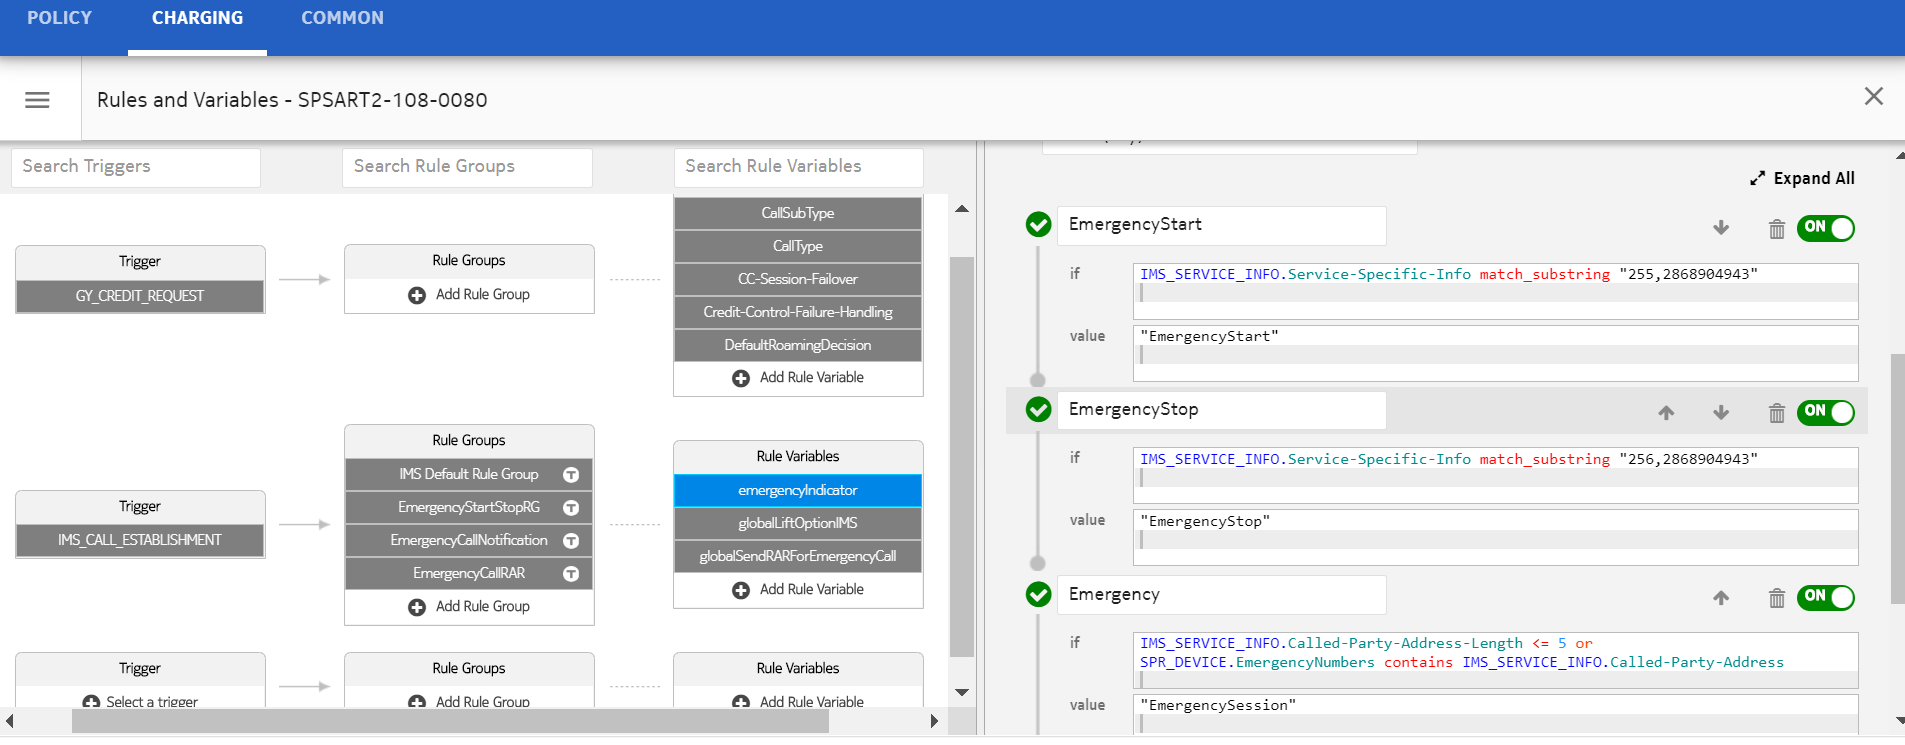 POLICY CHARGING COMMON
Rules and Variables - SPSART2-108-0080
Search Triggers
Search Rule Groups
Search Rule Variables
CallSubType
CallType
CC-Session-Failover
Credit-Control-Failure-Handling
DefaultRoamingDecision
Add Rule Variable
Trigger
GY_CREDIT_REQUEST
Rule Groups
Add Rule Group
Trigger
IMS_CALL_ESTABLISHMENT
Rule Groups
IMS Default Rule Group T
EmergencyStartStopRG T
EmergencyCallNotification T
EmergencyCallRAR T
Add Rule Group
Rule Variables
emergencyIndicator
globalLiftOptionIMS
globalSendRARForEmergencyCall
Add Rule Variable
Trigger
Select a trigger
Rule Groups
Add Rule Group
Rule Variables
Add Rule Variable
Expand All
EmergencyStart
ON
if
IMS_SERVICE_INFO.Service-Specific-Info match_substring "255,2868904943"
value
"EmergencyStart"
EmergencyStop
ON
if
IMS_SERVICE_INFO.Service-Specific-Info match_substring "256,2868904943"
value
"EmergencyStop"
Emergency
ON
if
IMS_SERVICE_INFO.Called-Party-Address-Length <= 5 or
SPR_DEVICE.EmergencyNumbers contains IMS_SERVICE_INFO.Called-Party-Address
value
"EmergencySession"